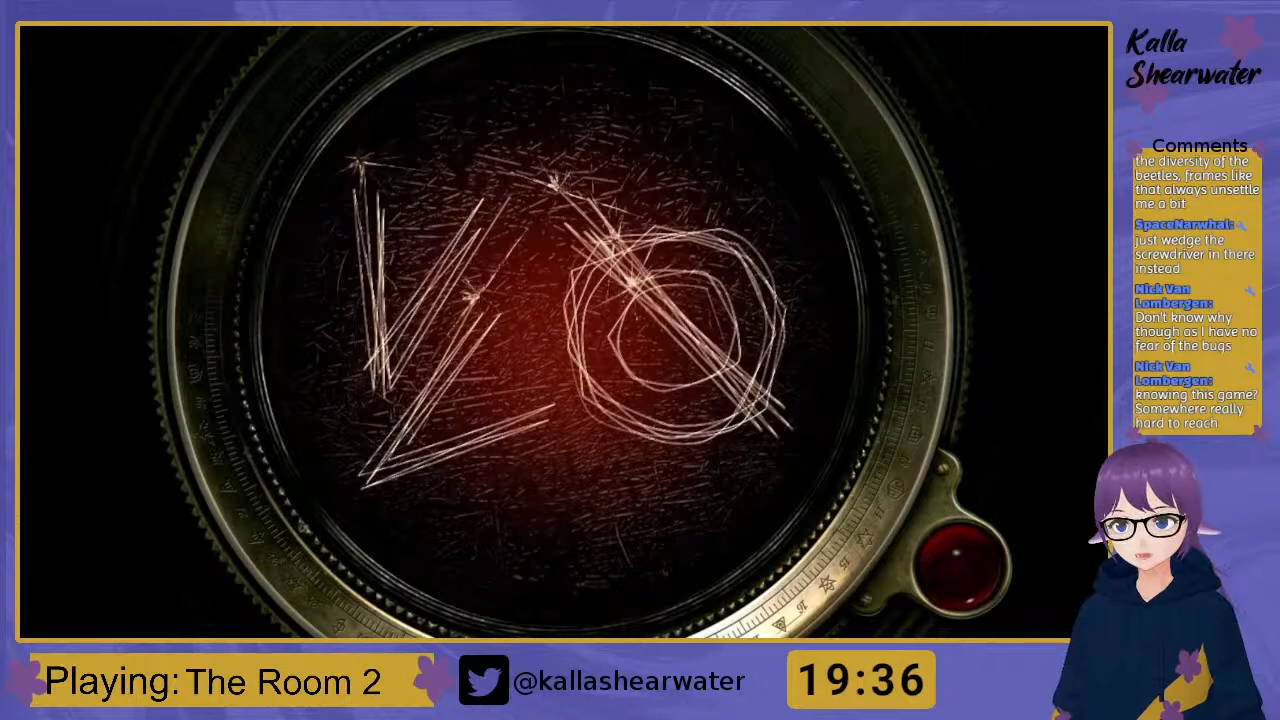 Kalla
Shearwater
Comments
the diversity of the
beetles, frames like
that always unsettle
me a bit
SpaceNarwhal:
just wedge the
screwdriver in there
instead
Nick Van
Lombergen:
Don't know why
though as I have no
fear of the bugs
Nick Van
Lombergen:
knowing this game?
Somewhere really
hard to reach
Playing: The Room 2
@kallashearwater
19:36